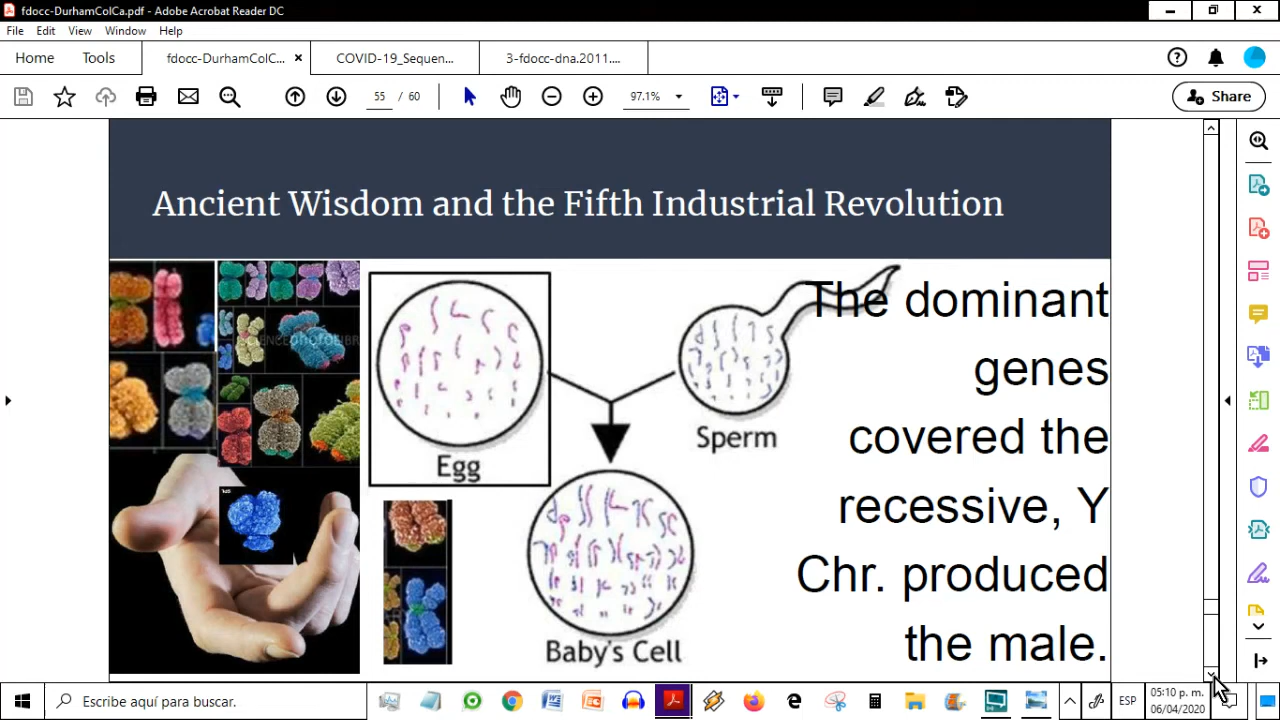 fdocc-DurhamColCa.pdf - Adobe Acrobat Reader DC
File Edit View Window Help
Home Tools fdocc-DurhamColC... COVID-19_Sequen... 3-fdocc-dna.2011....
55 / 60 97.1% Share
Ancient Wisdom and the Fifth Industrial Revolution
The dominant
genes
covered the
recessive, Y
Chr. produced
the male.
Egg
Sperm
Baby's Cell
Escribe aquí para buscar.
ESP
05:10 p. m.
06/04/2020